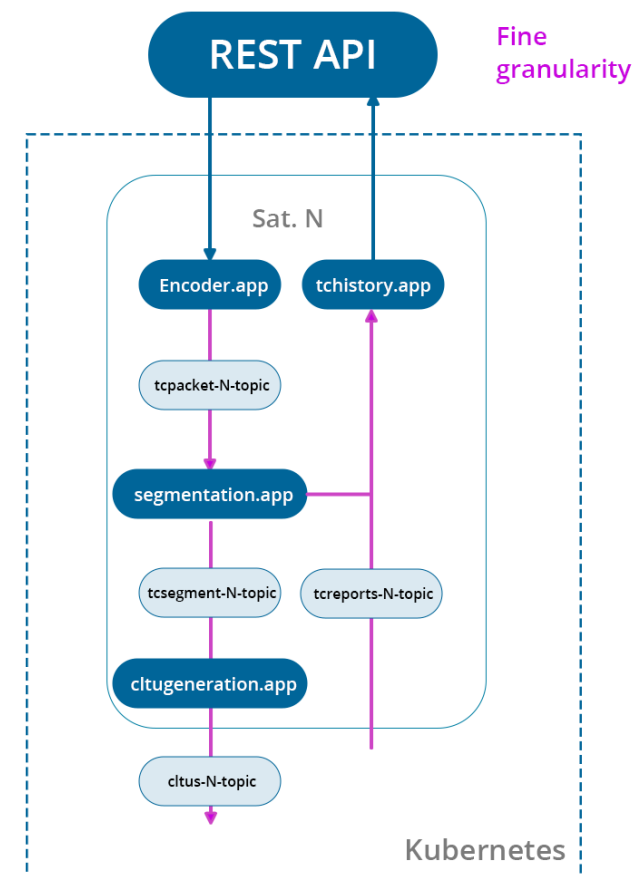 REST API
Fine
granularity
Sat. N
Encoder.app
tchistory.app
tcpacket-N-topic
segmentation.app
tcsegment-N-topic
tcreports-N-topic
cltugeneration.app
cltus-N-topic
Kubernetes